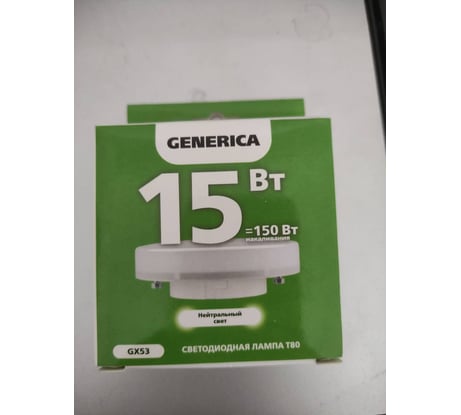 GENERICA
15 Вт
=150 Вт
накаливания
Нейтральный
свет
GX53
СВЕТОДИОДНАЯ ЛАМПА T80